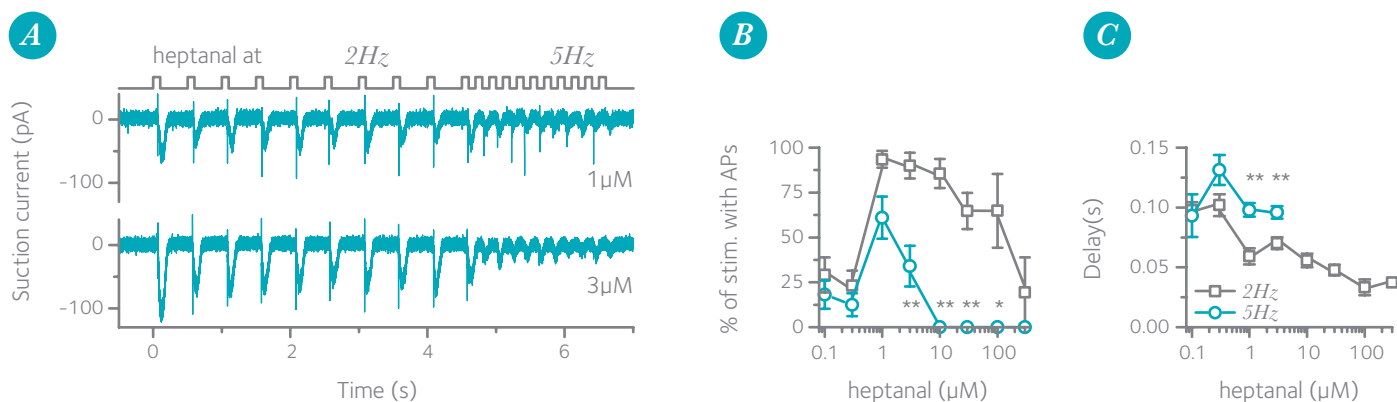 A
heptanal at 2Hz 5Hz
Suction current (pA)
0
-100
1µM
0
-100
3µM
0 2 4 6
Time (s)
B
% of stim. with APs
100
75
50
25
0
** ** ** *
0.1 1 10 100
heptanal (µM)
C
Delay(s)
0.15
0.10
0.05
0.00
** **
2Hz
5Hz
0.1 1 10 100
heptanal (µM)